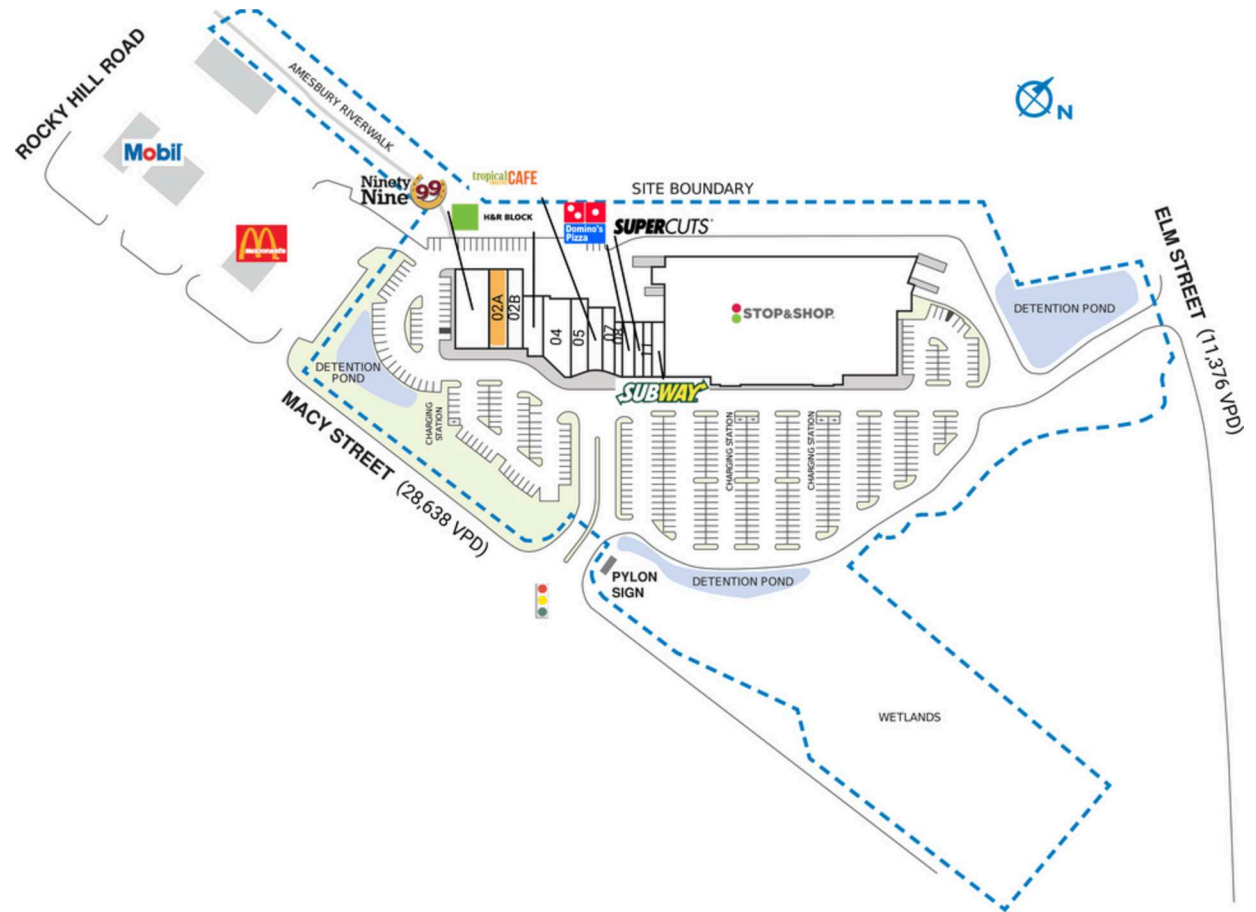 ROCKY HILL ROAD
AMESBURY RIVERWALK
Mobil
McDonald's
Ninety
Nine
99
tropical
CAFE
H&R BLOCK
Domino's
Pizza
SUPERCUTS
SITE BOUNDARY
N
ELM STREET (11,376 VPD)
02A
02B
04
05
07
08
11
STOP&SHOP
SUBWAY
DETENTION POND
DETENTION
POND
MACY STREET (28,638 VPD)
CHARGING
STATION
CHARGING STATION
CHARGING STATION
PYLON
SIGN
DETENTION POND
WETLANDS